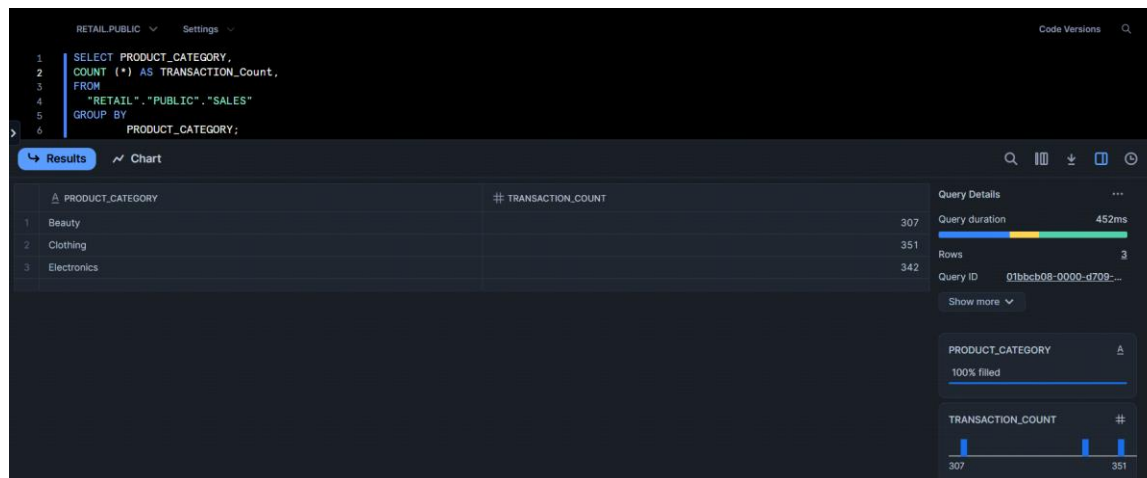 RETAIL.PUBLIC Settings Code Versions
1 SELECT PRODUCT_CATEGORY,
2 COUNT (*) AS TRANSACTION_Count,
3 FROM
4 "RETAIL"."PUBLIC"."SALES"
5 GROUP BY
6 PRODUCT_CATEGORY;
Results Chart
A PRODUCT_CATEGORY # TRANSACTION_COUNT
1 Beauty 307
2 Clothing 351
3 Electronics 342
Query Details ...
Query duration 452ms
Rows 3
Query ID 01bbcb08-0000-d709-...
Show more
PRODUCT_CATEGORY A
100% filled
TRANSACTION_COUNT #
307 351